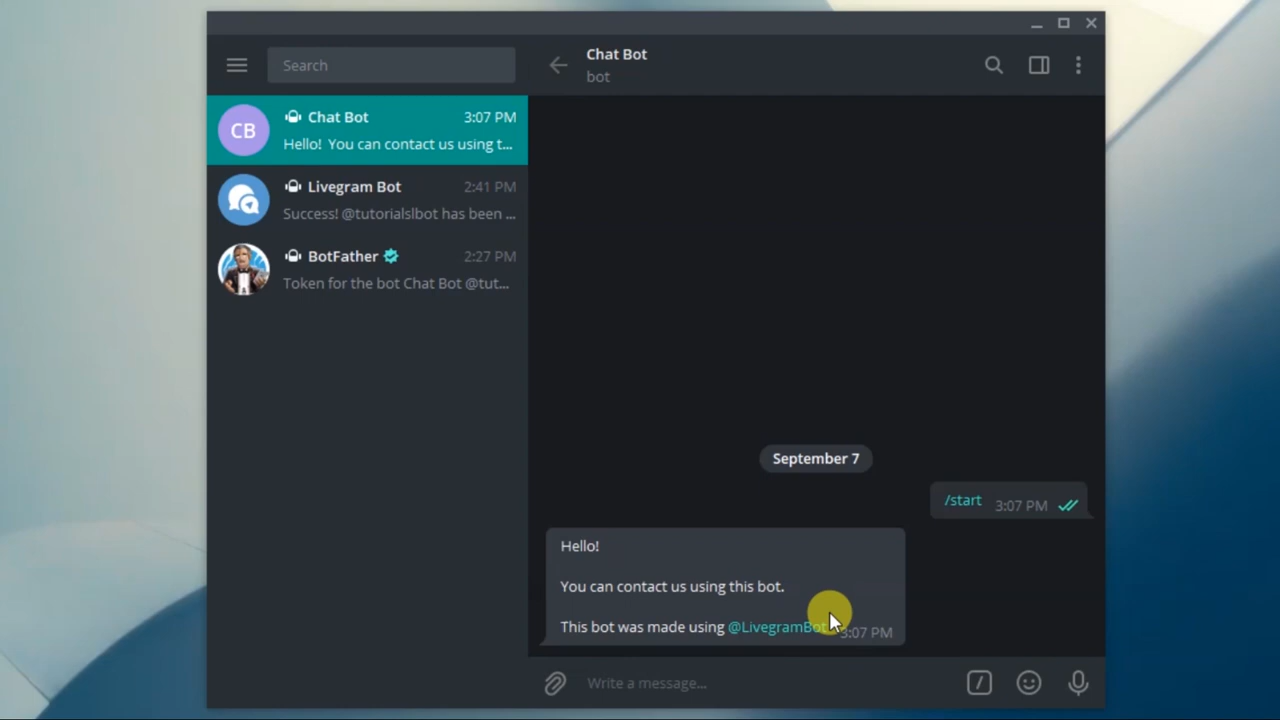 Search
Chat Bot
bot
CB
Chat Bot 3:07 PM
Hello! You can contact us using t...
Livegram Bot 2:41 PM
Success! @tutorialslbot has been ...
BotFather 2:27 PM
Token for the bot Chat Bot @tut...
September 7
/start 3:07 PM
Hello!
You can contact us using this bot.
This bot was made using @LivegramBot 3:07 PM
Write a message...